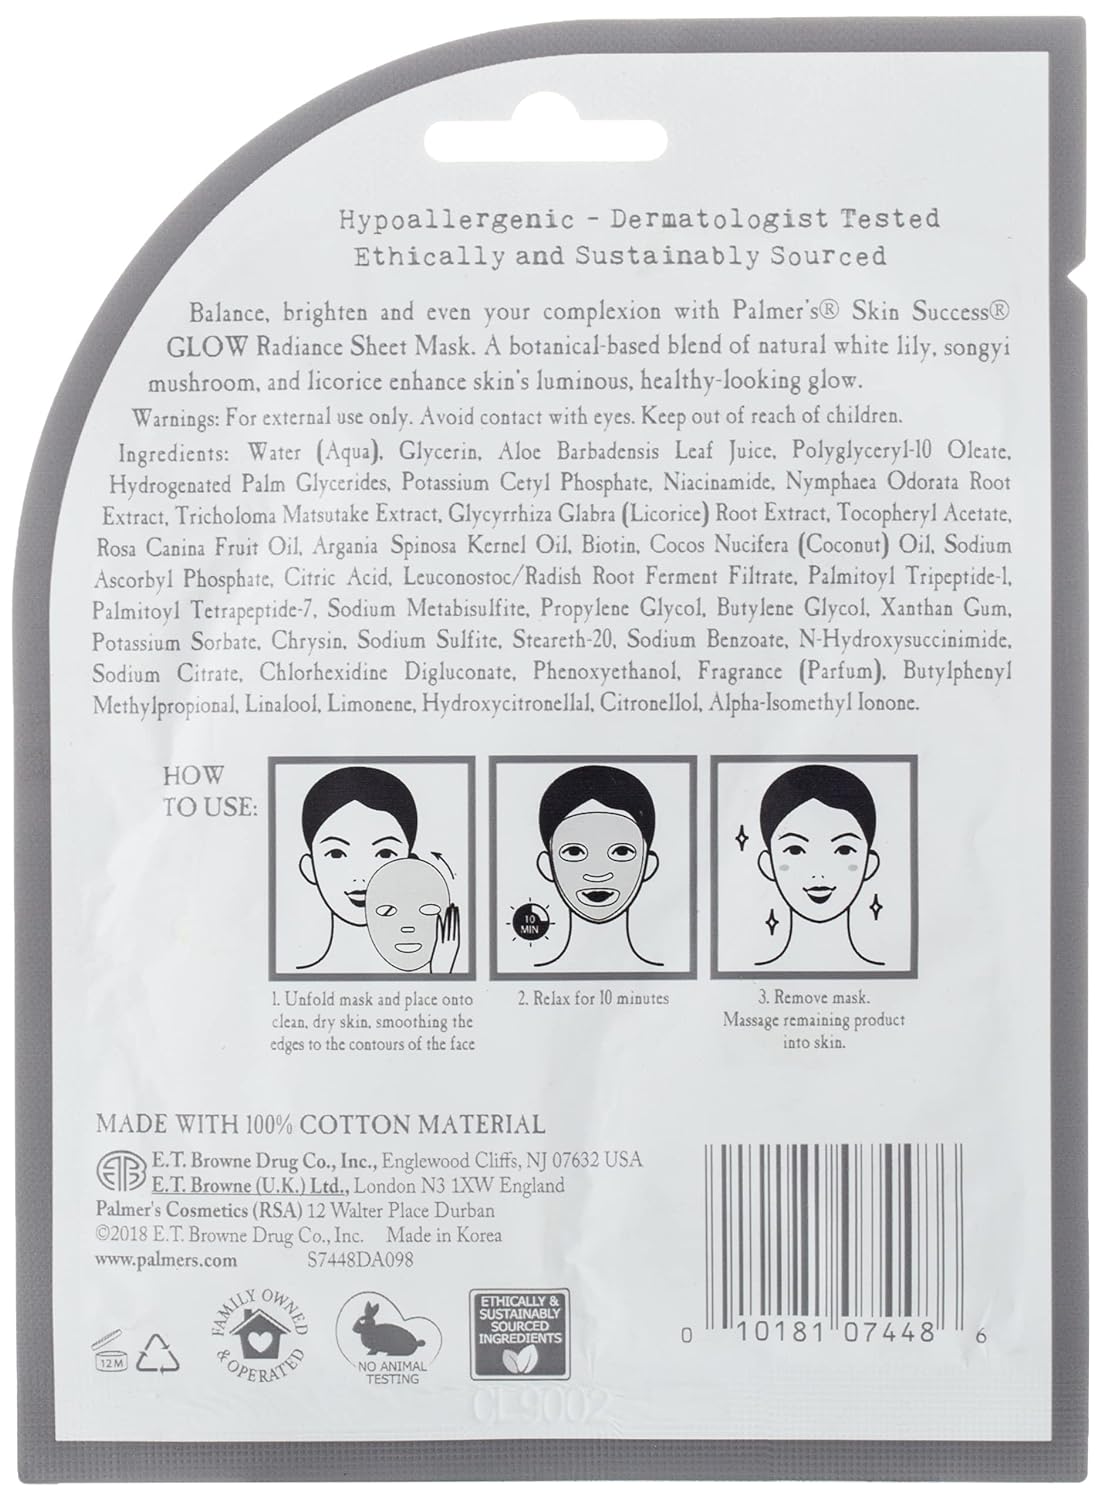 Hypoallergenic - Dermatologist Tested
Ethically and Sustainably Sourced
Balance, brighten and even your complexion with Palmer's® Skin Success®
GLOW Radiance Sheet Mask. A botanical-based blend of natural white lily, songyi
mushroom, and licorice enhance skin's luminous, healthy-looking glow.
Warnings: For external use only. Avoid contact with eyes. Keep out of reach of children.
Ingredients: Water (Aqua), Glycerin, Aloe Barbadensis Leaf Juice, Polyglyceryl-10 Oleate,
Hydrogenated Palm Glycerides, Potassium Cetyl Phosphate, Niacinamide, Nymphaea Odorata Root
Extract, Tricholoma Matsutake Extract, Glycyrrhiza Glabra (Licorice) Root Extract, Tocopheryl Acetate,
Rosa Canina Fruit Oil, Argania Spinosa Kernel Oil, Biotin, Cocos Nucifera (Coconut) Oil, Sodium
Ascorbyl Phosphate, Citric Acid, Leuconostoc/Radish Root Ferment Filtrate, Palmitoyl Tripeptide-1,
Palmitoyl Tetrapeptide-7, Sodium Metabisulfite, Propylene Glycol, Butylene Glycol, Xanthan Gum,
Potassium Sorbate, Chrysin, Sodium Sulfite, Steareth-20, Sodium Benzoate, N-Hydroxysuccinimide,
Sodium Citrate, Chlorhexidine Digluconate, Phenoxyethanol, Fragrance (Parfum), Butylphenyl
Methylpropional, Linalool, Limonene, Hydroxycitronellal, Citronellol, Alpha-Isomethyl Ionone.
HOW
TO USE:
10
MIN
1. Unfold mask and place onto
clean, dry skin, smoothing the
edges to the contours of the face
2. Relax for 10 minutes
3. Remove mask.
Massage remaining product
into skin.
MADE WITH 100% COTTON MATERIAL
ETB
E.T. Browne Drug Co., Inc., Englewood Cliffs, NJ 07632 USA
E.T. Browne (U.K.) Ltd., London N3 1XW England
Palmer's Cosmetics (RSA) 12 Walter Place Durban
©2018 E.T. Browne Drug Co., Inc. Made in Korea
www.palmers.com S7448DA098
12 M
FAMILY OWNED
& OPERATED
NO ANIMAL
TESTING
ETHICALLY &
SUSTAINABLY
SOURCED
INGREDIENTS
0 10181 07448 6
CL9002